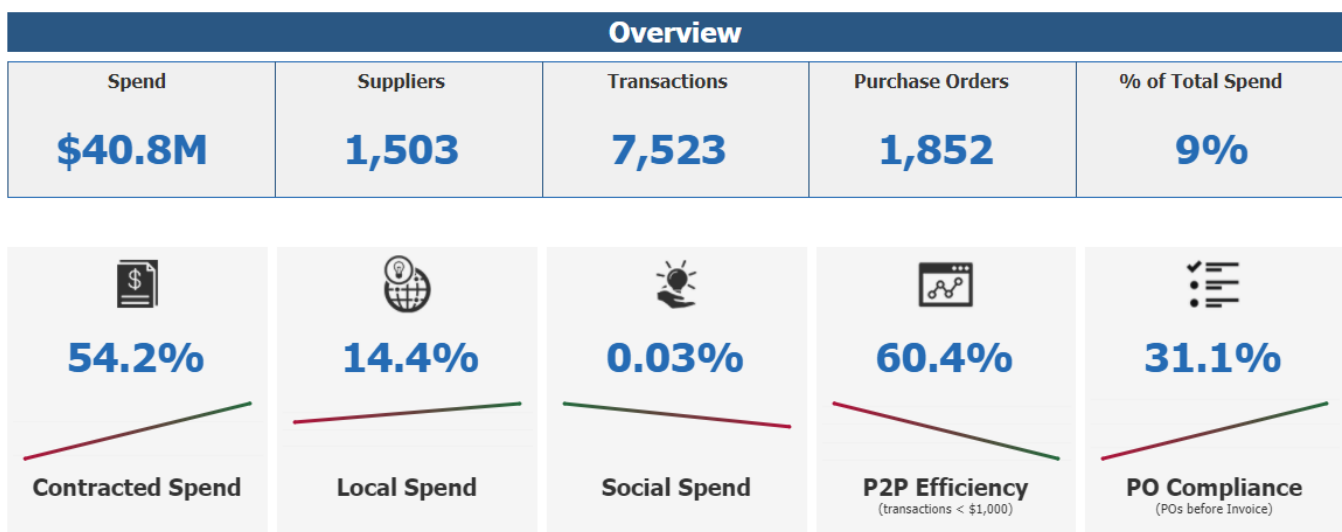 Overview
Spend
Suppliers
Transactions
Purchase Orders
% of Total Spend
$40.8M
1,503
7,523
1,852
9%
$
54.2%
14.4%
0.03%
60.4%
31.1%
Contracted Spend
Local Spend
Social Spend
P2P Efficiency
(transactions < $1,000)
PO Compliance
(POs before Invoice)